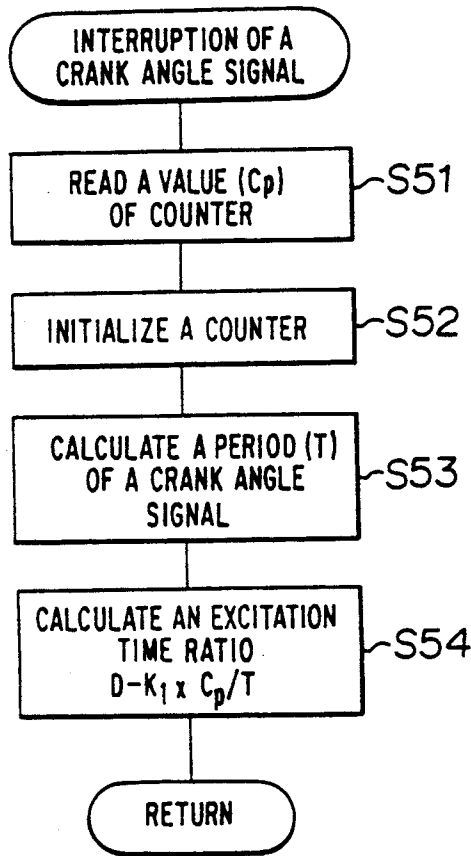 INTERRUPTION OF A
CRANK ANGLE SIGNAL
READ A VALUE (Cp)
OF COUNTER
S51
INITIALIZE A COUNTER
S52
CALCULATE A PERIOD (T)
OF A CRANK ANGLE
SIGNAL
S53
CALCULATE AN EXCITATION
TIME RATIO
D-K₁ x Cp/T
S54
RETURN